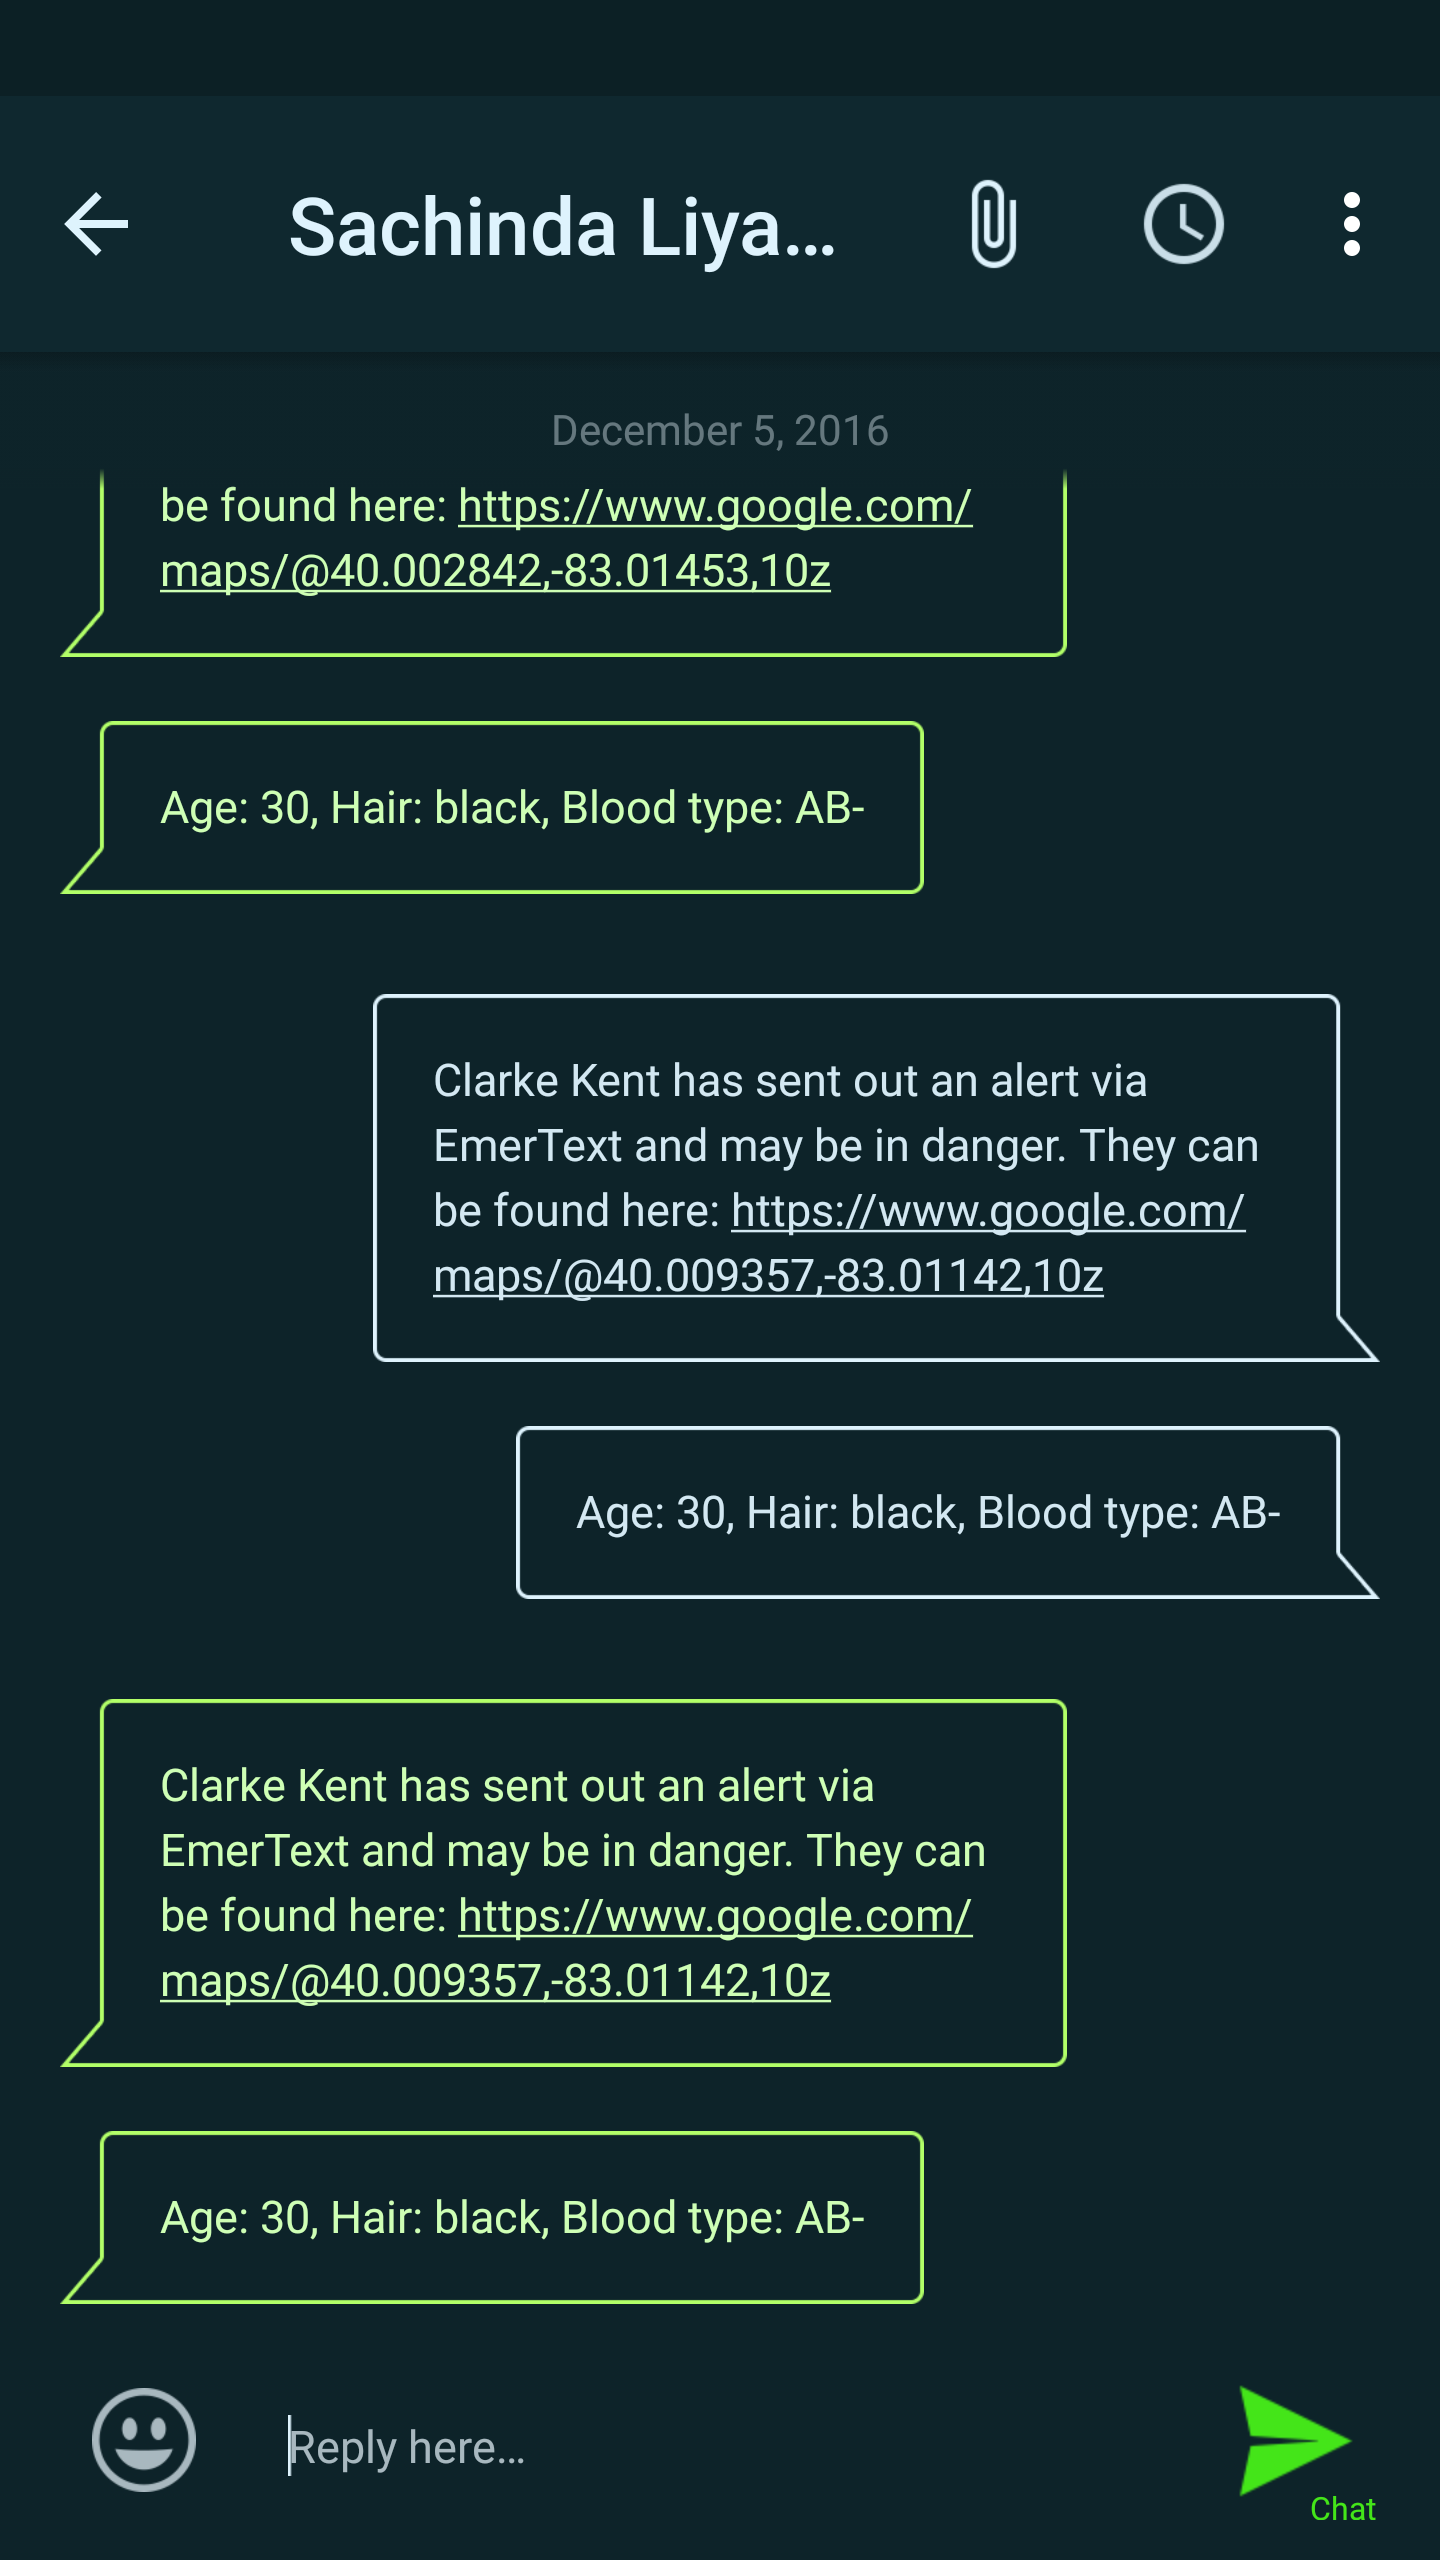 Sachinda Liya...
December 5, 2016
be found here: https://www.google.com/
maps/@40.002842,-83.01453,10z
Age: 30, Hair: black, Blood type: AB-
Clarke Kent has sent out an alert via
EmerText and may be in danger. They can
be found here: https://www.google.com/
maps/@40.009357,-83.01142,10z
Age: 30, Hair: black, Blood type: AB-
Clarke Kent has sent out an alert via
EmerText and may be in danger. They can
be found here: https://www.google.com/
maps/@40.009357,-83.01142,10z
Age: 30, Hair: black, Blood type: AB-
Reply here...
Chat